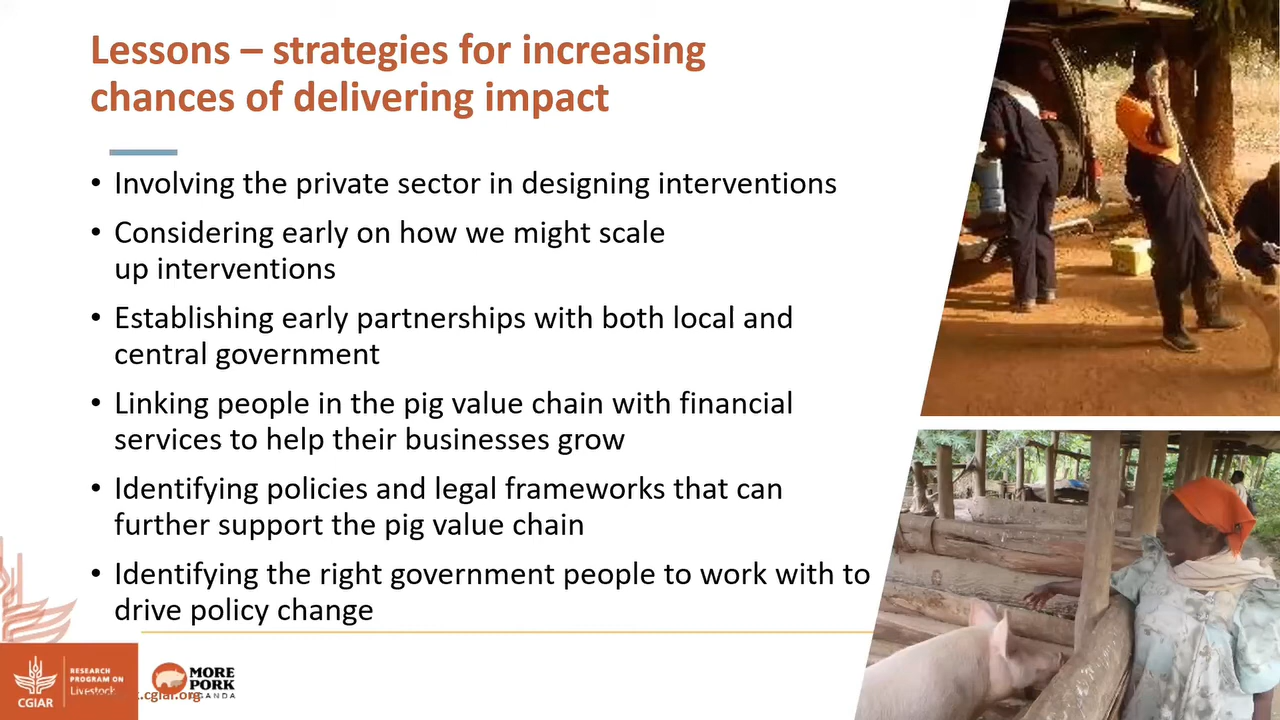 Lessons – strategies for increasing
chances of delivering impact
• Involving the private sector in designing interventions
• Considering early on how we might scale
up interventions
• Establishing early partnerships with both local and
central government
• Linking people in the pig value chain with financial
services to help their businesses grow
• Identifying policies and legal frameworks that can
further support the pig value chain
• Identifying the right government people to work with to
drive policy change
CGIAR
RESEARCH
PROGRAM ON
Livestock
.cgiar.org
MORE
PORK
UGANDA